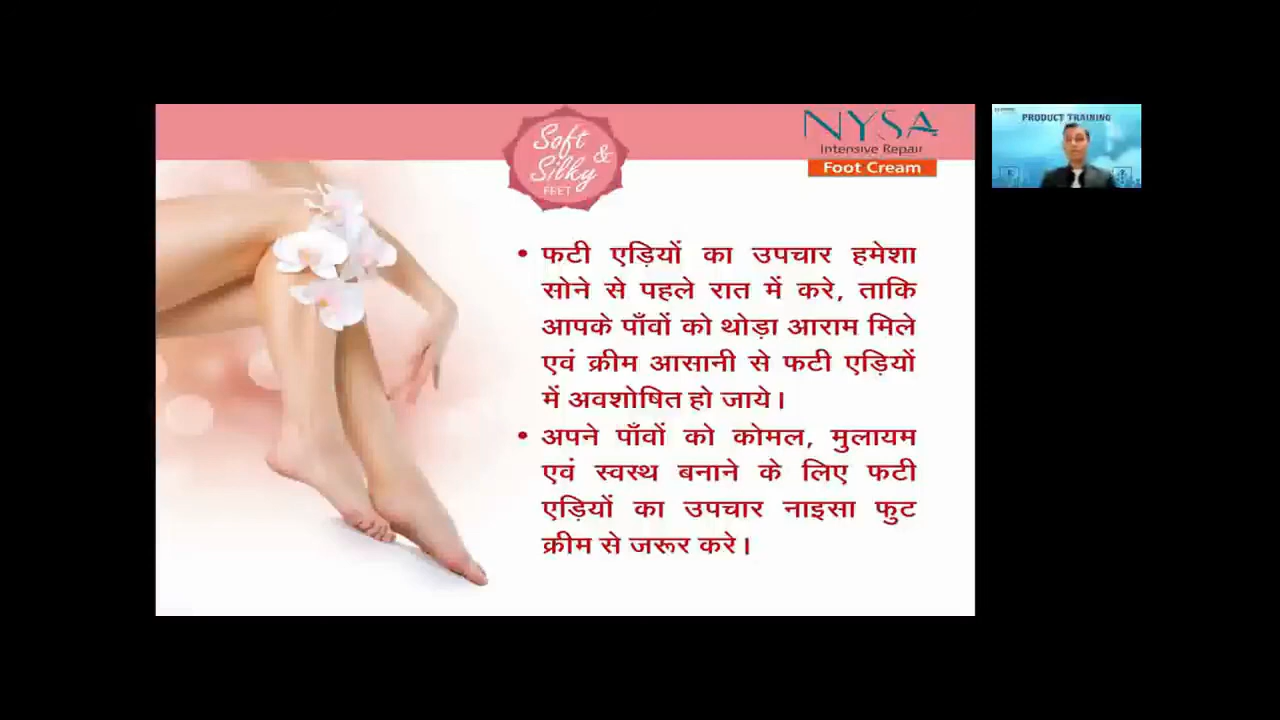 Soft
&
Silky
FEET
NYSA
Intensive Repair
Foot Cream
PRODUCT TRAINING
• फटी एड़ियों का उपचार हमेशा
सोने से पहले रात में करे, ताकि
आपके पाँवों को थोड़ा आराम मिले
एवं क्रीम आसानी से फटी एड़ियों
में अवशोषित हो जाये।
• अपने पाँवों को कोमल, मुलायम
एवं स्वस्थ बनाने के लिए फटी
एड़ियों का उपचार नाइसा फुट
क्रीम से जरूर करे।